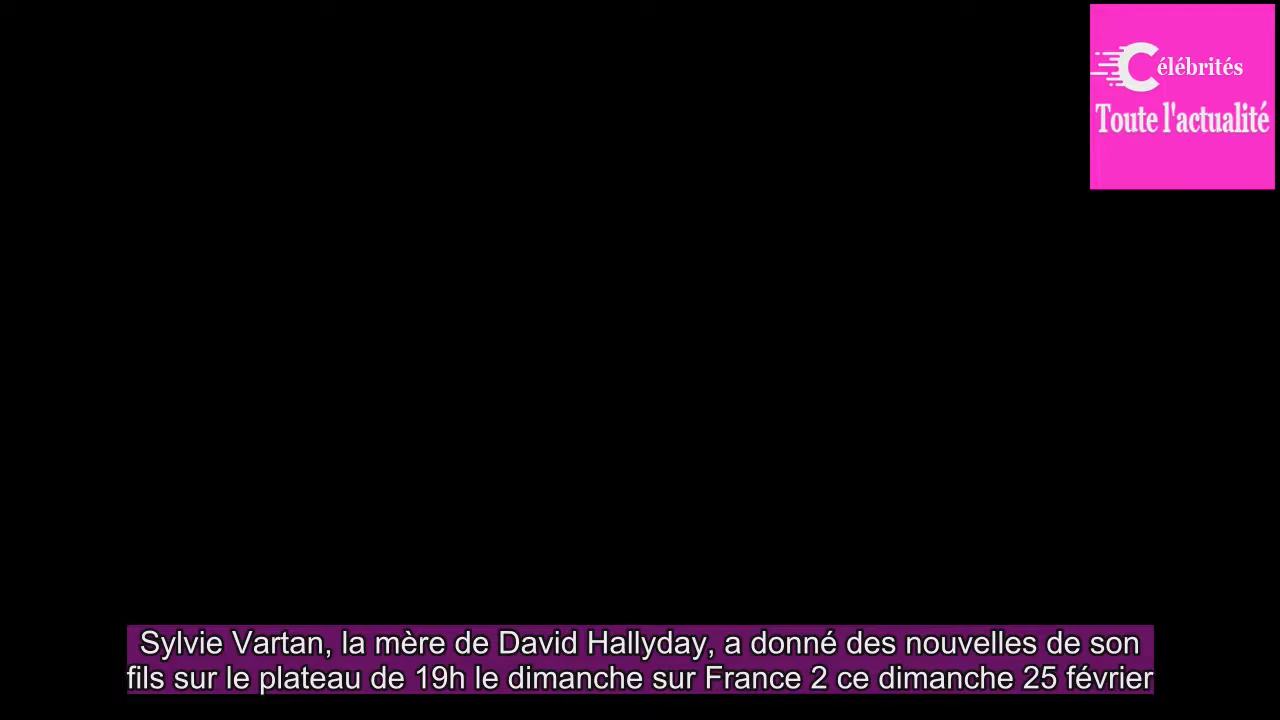 Célébrités
Toute l'actualité
Sylvie Vartan, la mère de David Hallyday, a donné des nouvelles de son
fils sur le plateau de 19h le dimanche sur France 2 ce dimanche 25 février